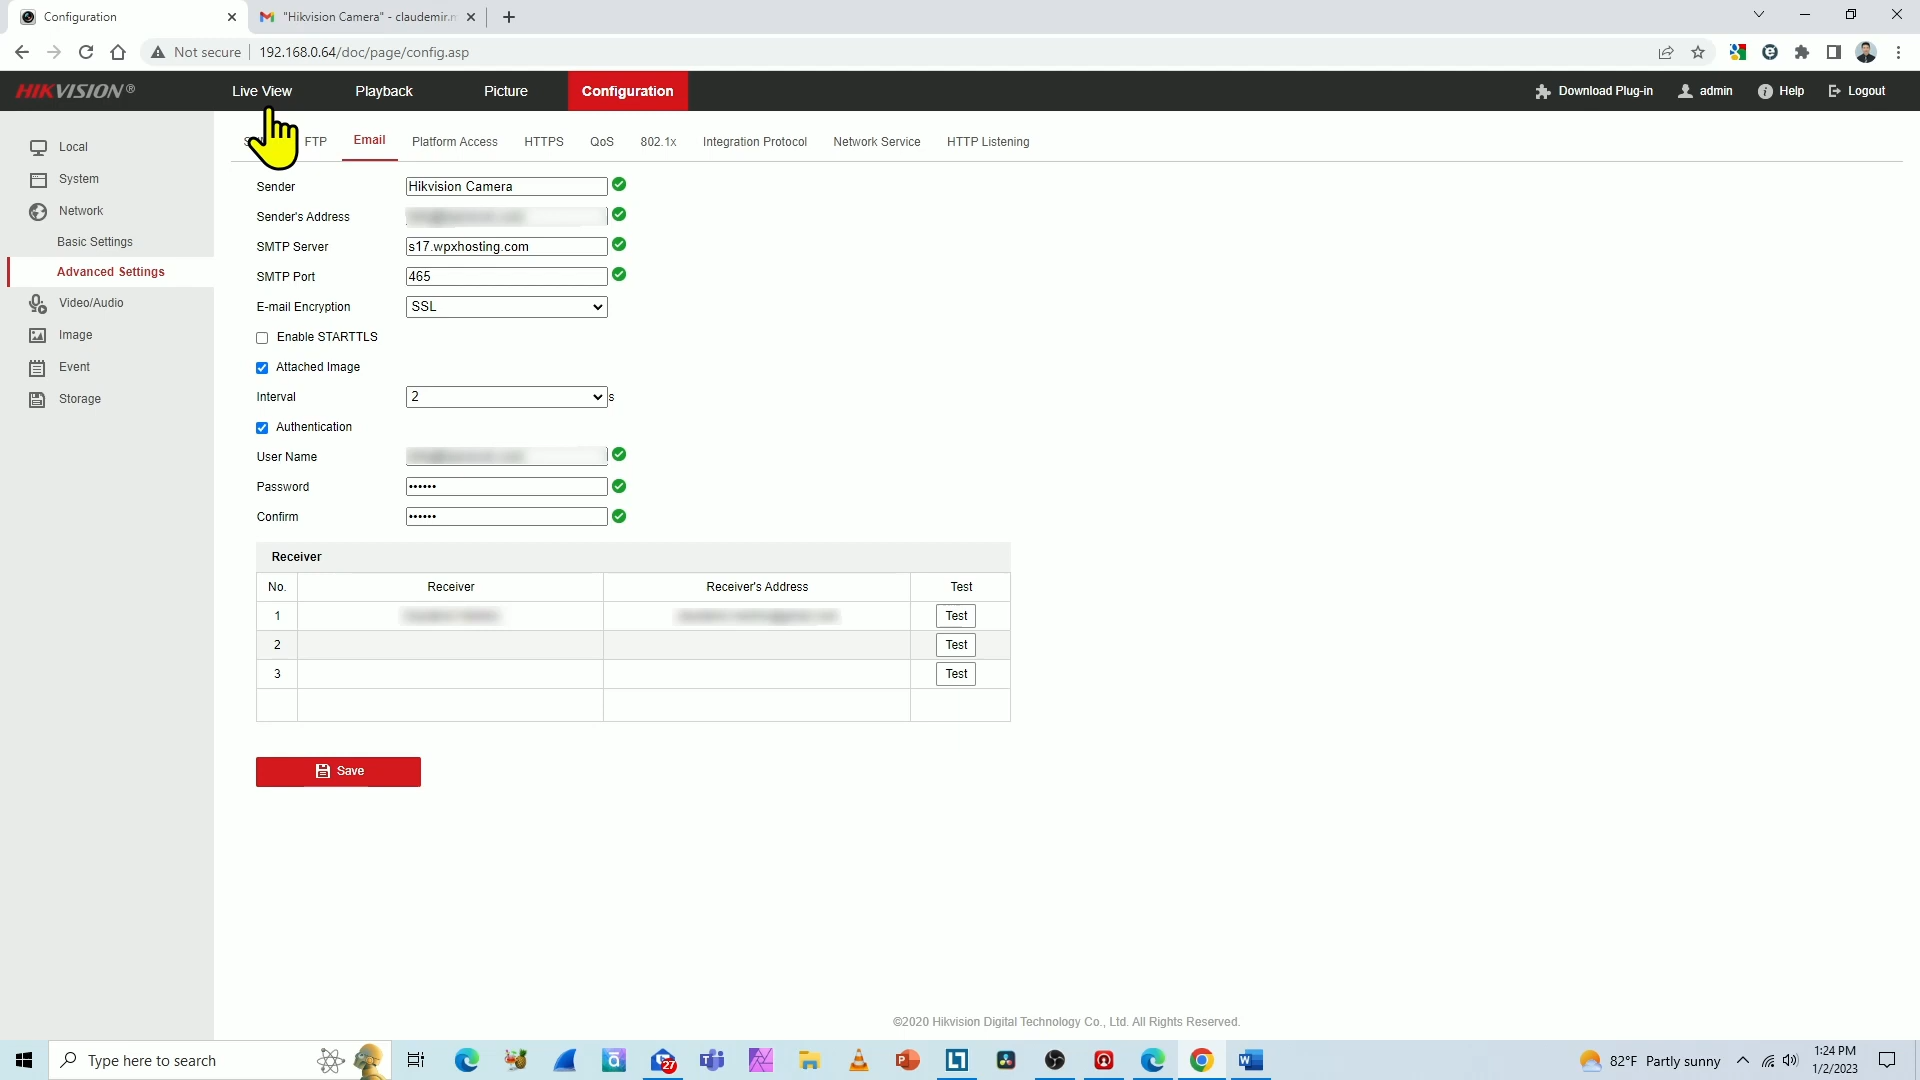 Configuration
"Hikvision Camera" - claudemir.m
Not secure
192.168.0.64/doc/page/config.asp
HIKVISION®
Live View
Playback
Picture
Configuration
Download Plug-in
admin
Help
Logout
FTP
Email
Platform Access
HTTPS
QoS
802.1x
Integration Protocol
Network Service
HTTP Listening
Local
System
Network
Basic Settings
Advanced Settings
Video/Audio
Image
Event
Storage
Sender
Hikvision Camera
Sender's Address
SMTP Server
s17.wpxhosting.com
SMTP Port
465
E-mail Encryption
SSL
Enable STARTTLS
Attached Image
Interval
2
s
Authentication
User Name
Password
••••••
Confirm
••••••
Receiver
No.
Receiver
Receiver's Address
Test
1
Test
2
Test
3
Test
Save
©2020 Hikvision Digital Technology Co., Ltd. All Rights Reserved.
Type here to search
27
82°F Partly sunny
1:24 PM
1/2/2023